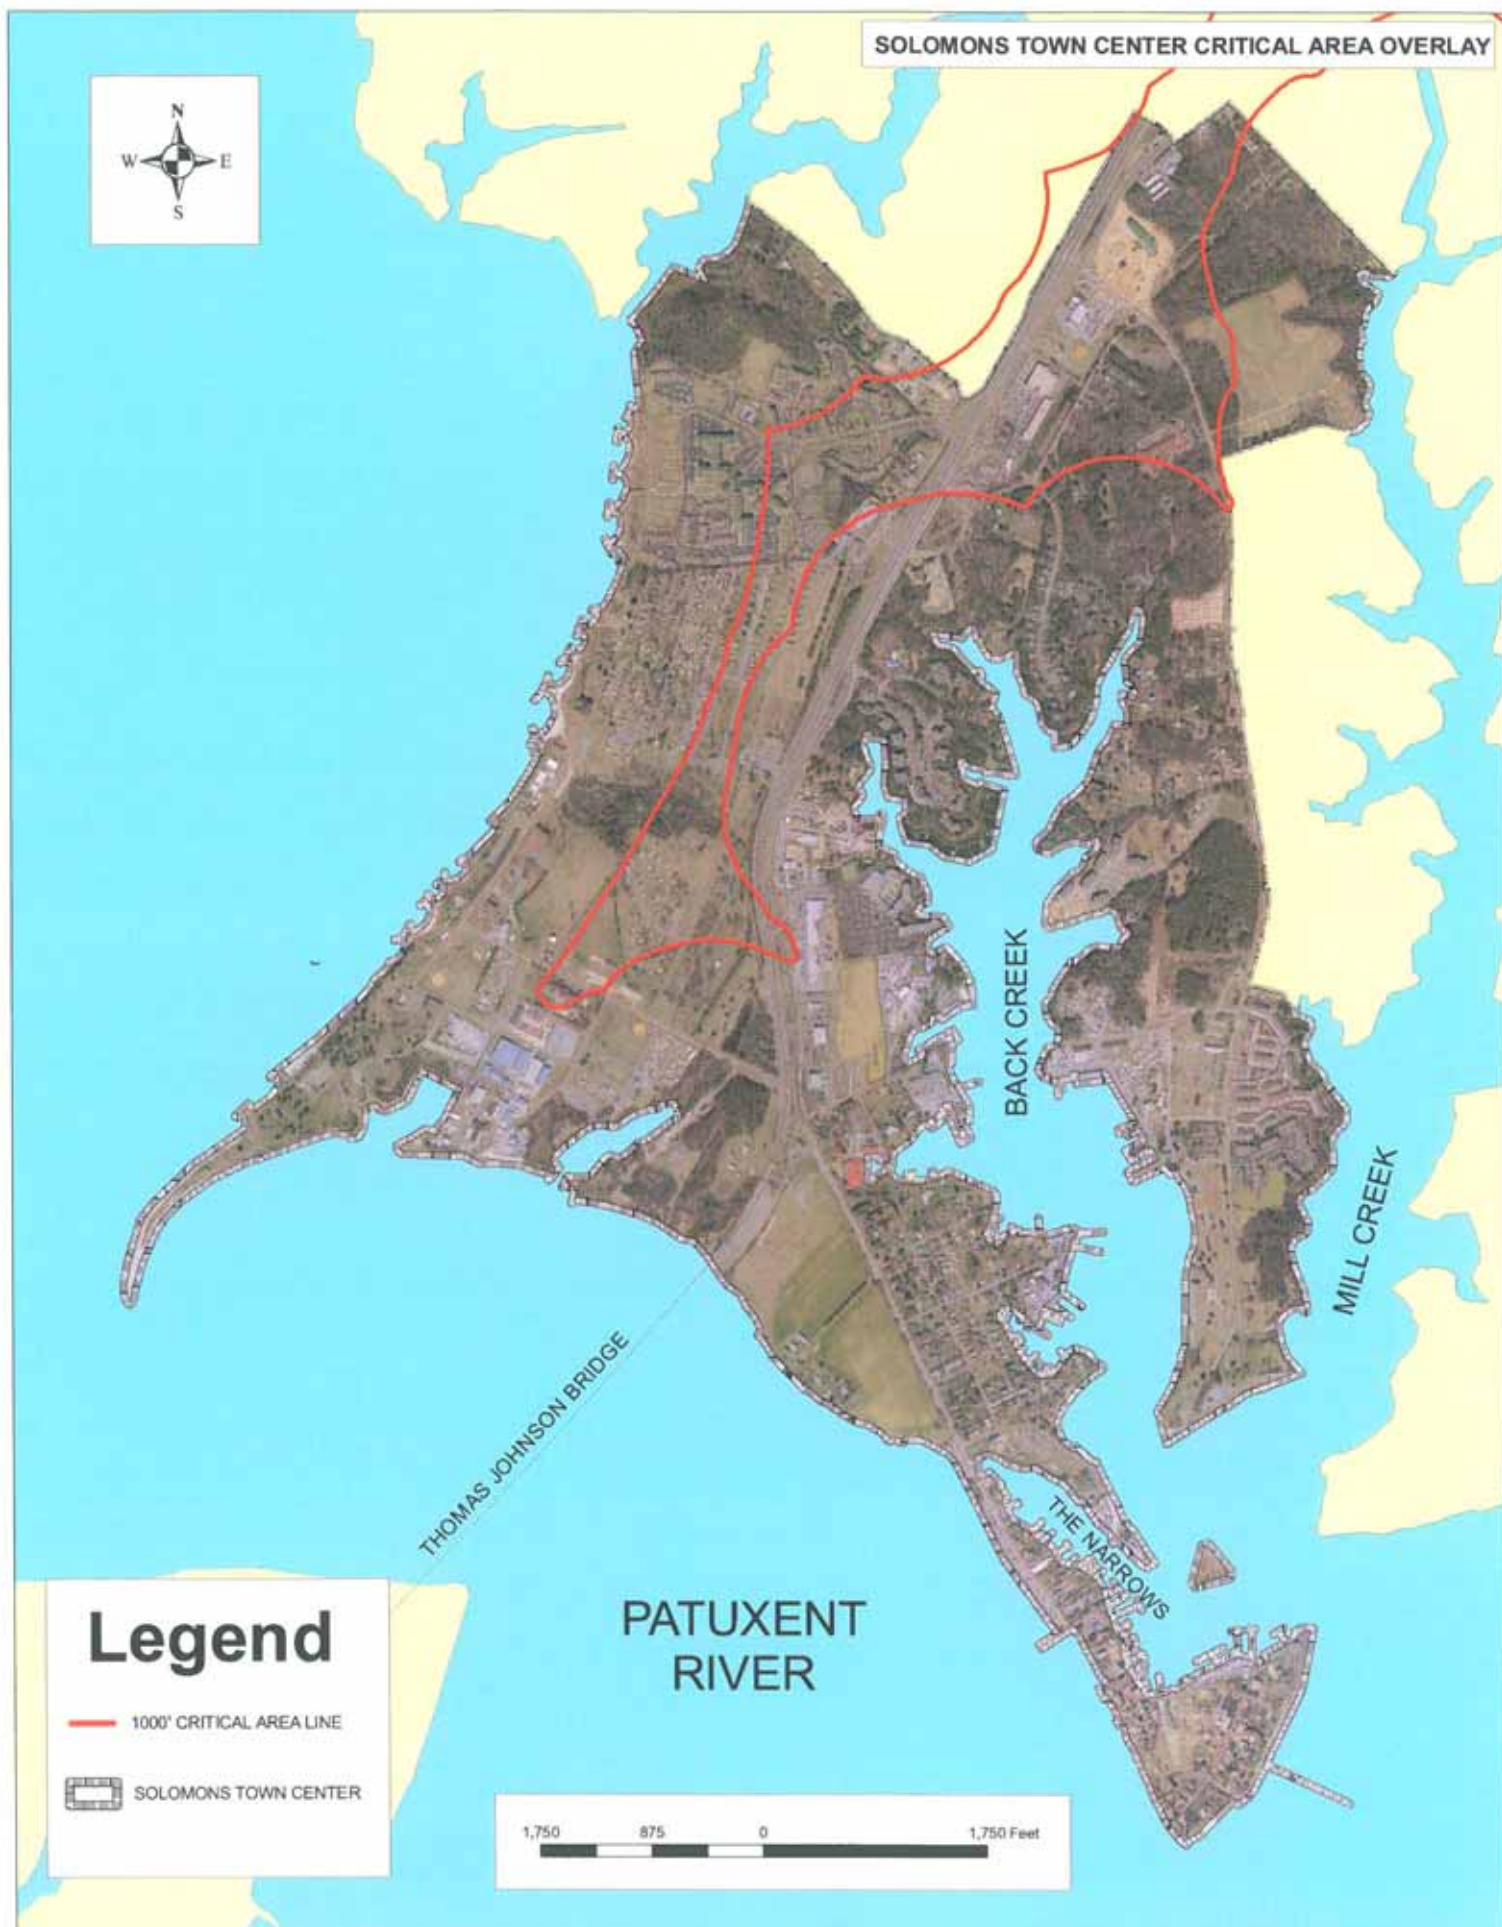 SOLOMONS TOWN CENTER CRITICAL AREA OVERLAY
N
W E
S
BACK CREEK
MILL CREEK
THOMAS JOHNSON BRIDGE
THE NARROWS
PATUXENT
RIVER
Legend
1000' CRITICAL AREA LINE
SOLOMONS TOWN CENTER
1,750 875 0 1,750 Feet